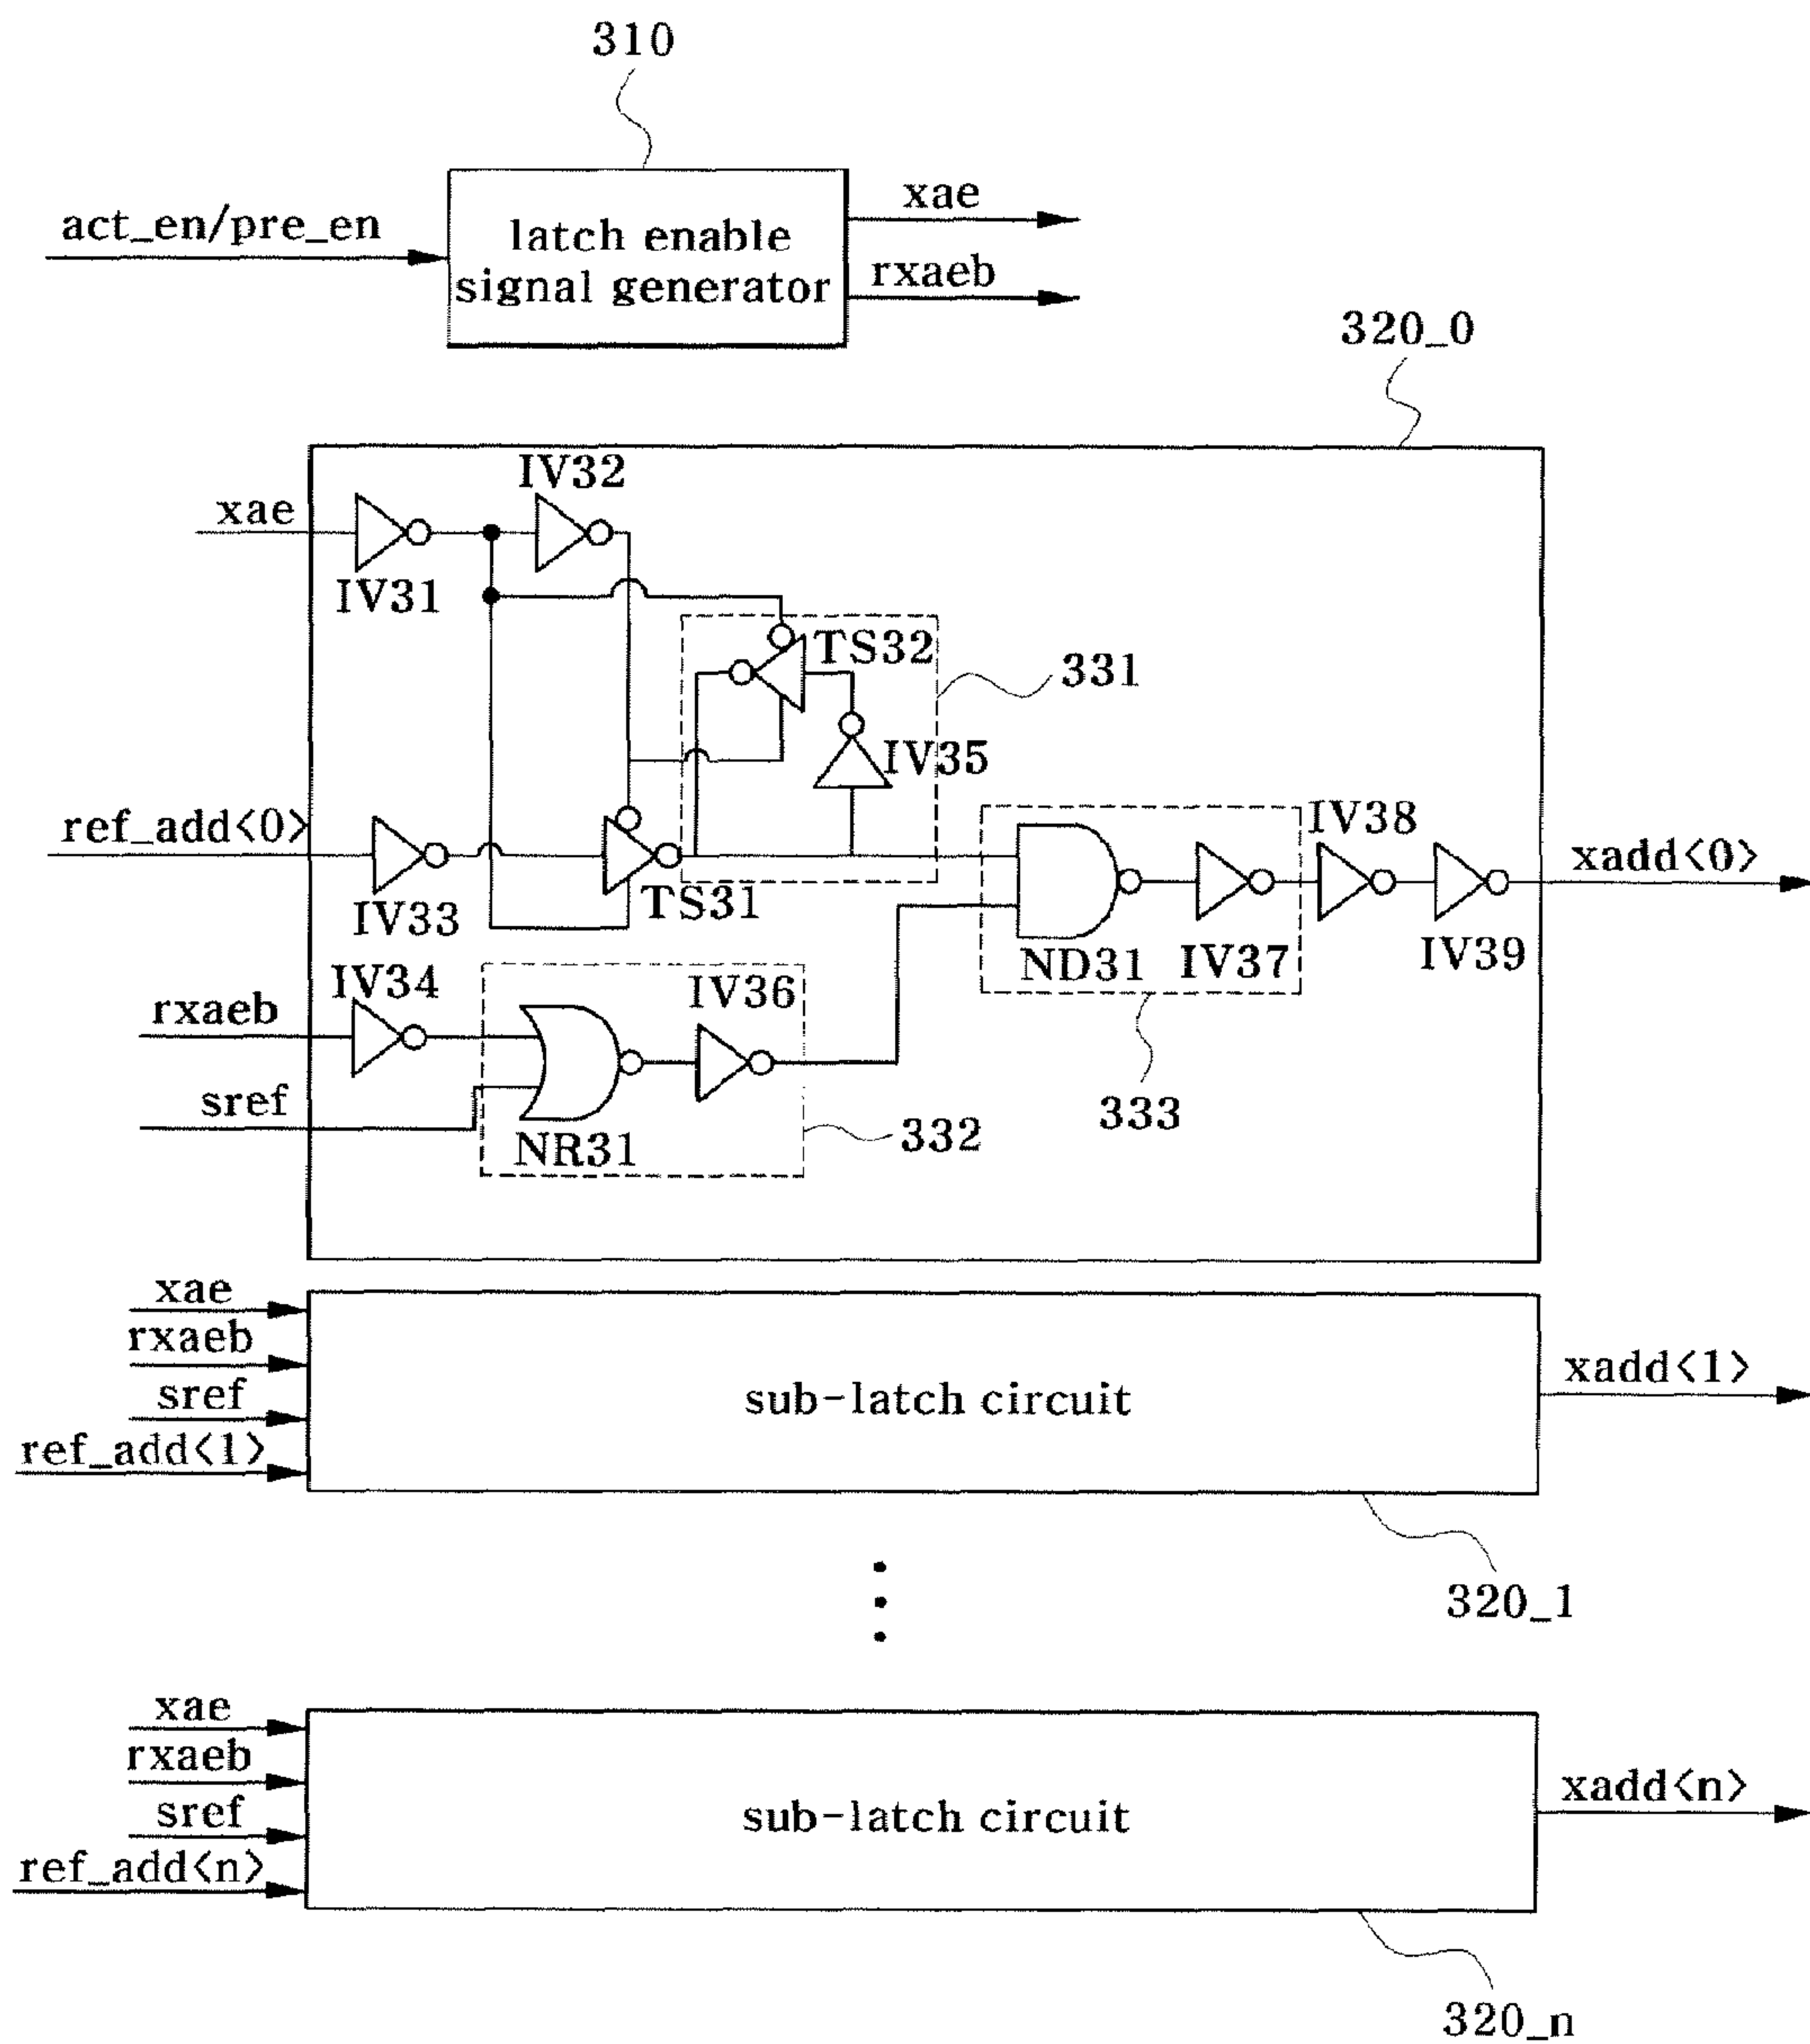 310
act_en/pre_en
latch enable
signal generator
xae
rxaeb
320_0
xae
IV31
IV32
TS32
331
IV35
ref_add<0>
IV33
TS31
IV38
xadd<0>
ND31
IV37
IV39
rxaeb
IV34
IV36
sref
NR31
332
333
xae
rxaeb
sref
ref_add<1>
sub-latch circuit
xadd<1>
320_1
xae
rxaeb
sref
ref_add<n>
sub-latch circuit
xadd<n>
320_n